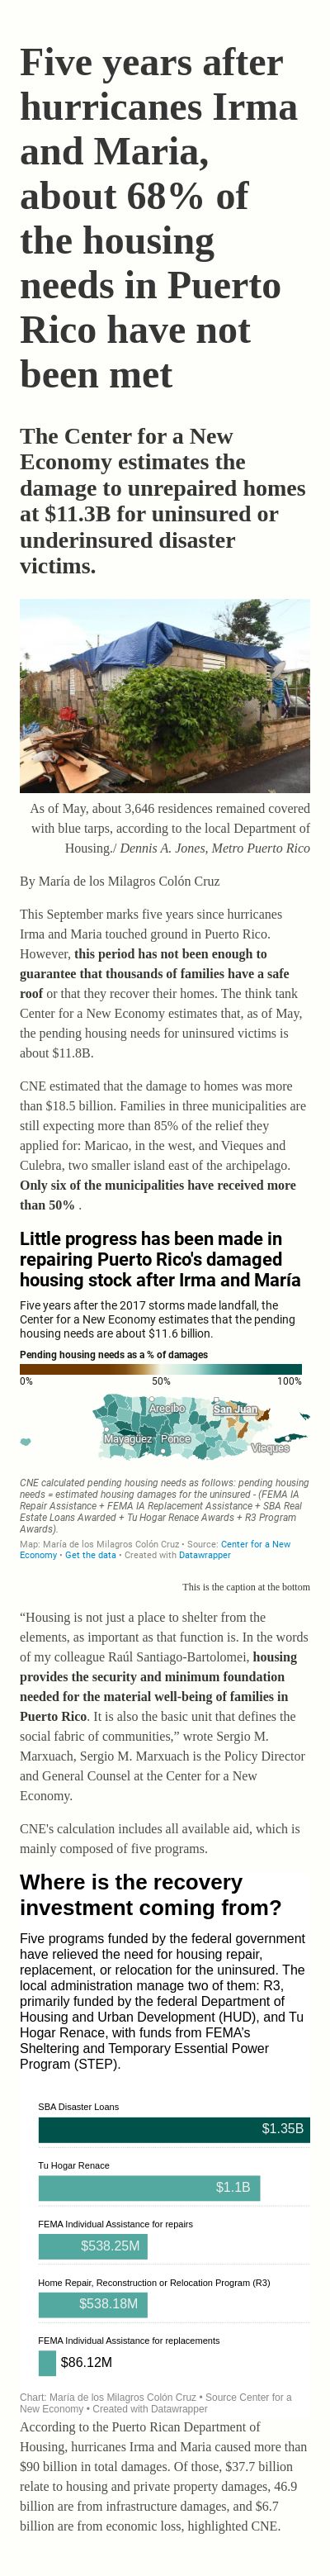 Five years after
hurricanes Irma
and Maria,
about 68% of
the housing
needs in Puerto
Rico have not
been met
The Center for a New
Economy estimates the
damage to unrepaired homes
at $11.3B for uninsured or
underinsured disaster
victims.
As of May, about 3,646 residences remained covered
with blue tarps, according to the local Department of
Housing./ Dennis A. Jones, Metro Puerto Rico
By María de los Milagros Colón Cruz
This September marks five years since hurricanes
Irma and Maria touched ground in Puerto Rico.
However, this period has not been enough to
guarantee that thousands of families have a safe
roof or that they recover their homes. The think tank
Center for a New Economy estimates that, as of May,
the pending housing needs for uninsured victims is
about $11.8B.
CNE estimated that the damage to homes was more
than $18.5 billion. Families in three municipalities are
still expecting more than 85% of the relief they
applied for: Maricao, in the west, and Vieques and
Culebra, two smaller island east of the archipelago.
Only six of the municipalities have received more
than 50% .
Little progress has been made in
repairing Puerto Rico's damaged
housing stock after Irma and María
Five years after the 2017 storms made landfall, the
Center for a New Economy estimates that the pending
housing needs are about $11.6 billion.
Pending housing needs as a % of damages
0% 50% 100%
Arecibo San Juan
Mayagüez Ponce
Vieques
CNE calculated pending housing needs as follows: pending housing
needs = estimated housing damages for the uninsured - (FEMA IA
Repair Assistance + FEMA IA Replacement Assistance + SBA Real
Estate Loans Awarded + Tu Hogar Renace Awards + R3 Program
Awards).
Map: María de los Milagros Colón Cruz • Source: Center for a New
Economy • Get the data • Created with Datawrapper
This is the caption at the bottom
“Housing is not just a place to shelter from the
elements, as important as that function is. In the words
of my colleague Raúl Santiago-Bartolomei, housing
provides the security and minimum foundation
needed for the material well-being of families in
Puerto Rico. It is also the basic unit that defines the
social fabric of communities,” wrote Sergio M.
Marxuach, Sergio M. Marxuach is the Policy Director
and General Counsel at the Center for a New
Economy.
CNE's calculation includes all available aid, which is
mainly composed of five programs.
Where is the recovery
investment coming from?
Five programs funded by the federal government
have relieved the need for housing repair,
replacement, or relocation for the uninsured. The
local administration manage two of them: R3,
primarily funded by the federal Department of
Housing and Urban Development (HUD), and Tu
Hogar Renace, with funds from FEMA’s
Sheltering and Temporary Essential Power
Program (STEP).
SBA Disaster Loans
$1.35B
Tu Hogar Renace
$1.1B
FEMA Individual Assistance for repairs
$538.25M
Home Repair, Reconstruction or Relocation Program (R3)
$538.18M
FEMA Individual Assistance for replacements
$86.12M
Chart: María de los Milagros Colón Cruz • Source Center for a
New Economy • Created with Datawrapper
According to the Puerto Rican Department of
Housing, hurricanes Irma and Maria caused more than
$90 billion in total damages. Of those, $37.7 billion
relate to housing and private property damages, 46.9
billion are from infrastructure damages, and $6.7
billion are from economic loss, highlighted CNE.